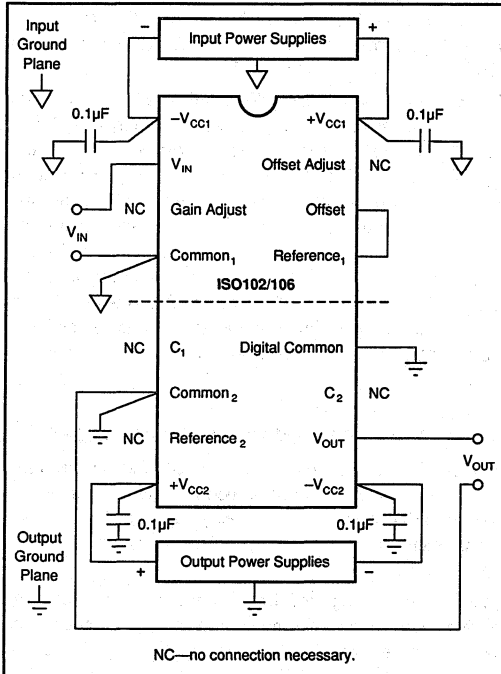 Input
Ground
Plane
− Input Power Supplies +
0.1µF −V_CC1 +V_CC1 0.1µF
V_IN Offset Adjust NC
NC Gain Adjust Offset
V_IN
Common₁ Reference₁
ISO102/106
NC C₁ Digital Common
Common₂ C₂ NC
NC Reference₂ V_OUT
V_OUT
+V_CC2 −V_CC2
0.1µF 0.1µF
Output
Ground
Plane
+ Output Power Supplies −
NC—no connection necessary.